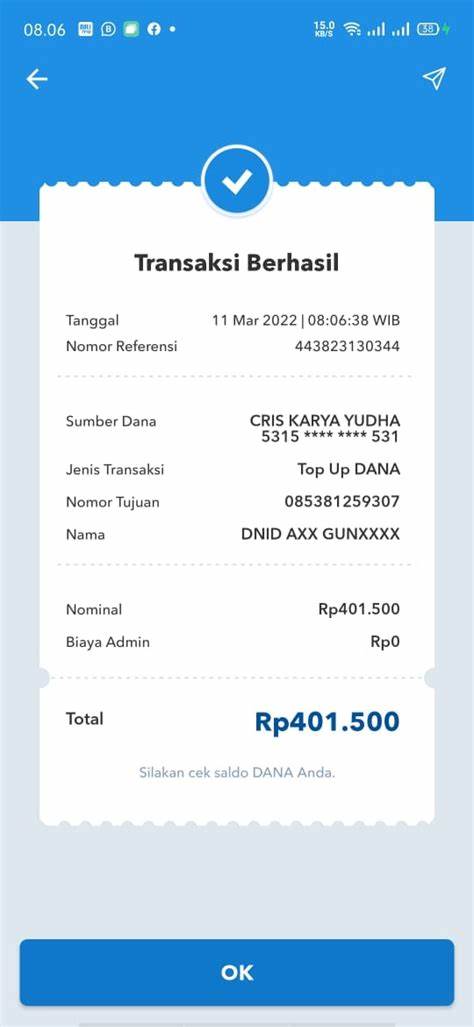 08.06 BRI B 15.0 KB/S 38
Transaksi Berhasil
Tanggal 11 Mar 2022 | 08:06:38 WIB
Nomor Referensi 443823130344
Sumber Dana CRIS KARYA YUDHA
5315 **** **** 531
Jenis Transaksi Top Up DANA
Nomor Tujuan 085381259307
Nama DNID AXX GUNXXXX
Nominal Rp401.500
Biaya Admin Rp0
Total Rp401.500
Silakan cek saldo DANA Anda.
OK